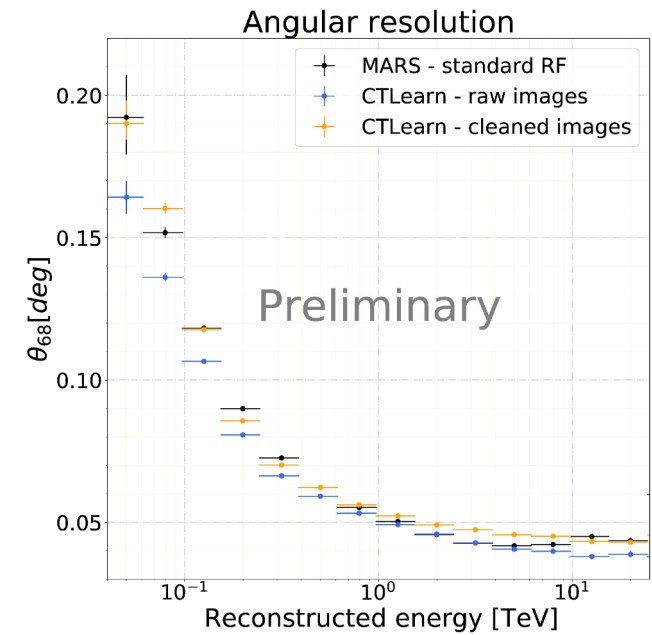 Angular resolution
MARS - standard RF
CTLearn - raw images
CTLearn - cleaned images
0.20
0.15
0.10
0.05
θ₆₈[deg]
Preliminary
10⁻¹
10⁰
10¹
Reconstructed energy [TeV]